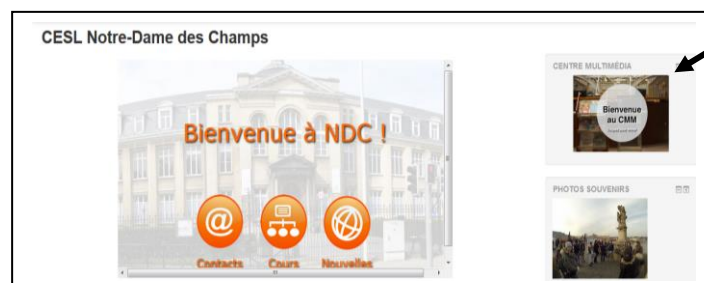 CESL Notre-Dame des Champs
Bienvenue à NDC !
Contacts Cours Nouvelles
CENTRE MULTIMÉDIA
Bienvenue
au CMM
PHOTOS SOUVENIRS